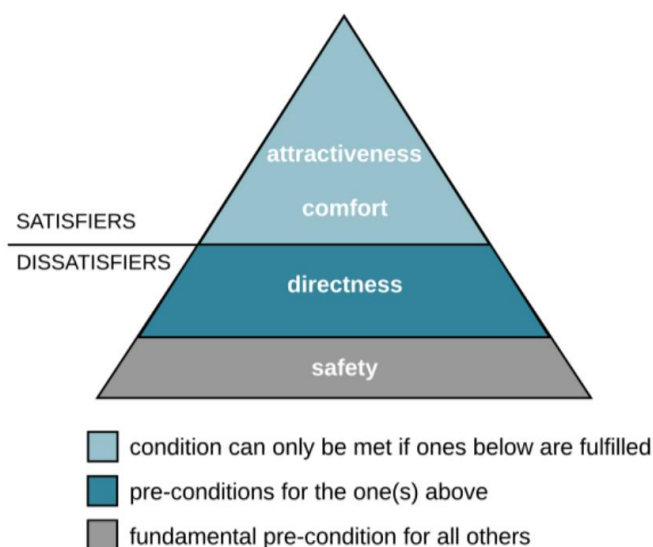 attractiveness
comfort
SATISFIERS
DISSATISFIERS
directness
safety
condition can only be met if ones below are fulfilled
pre-conditions for the one(s) above
fundamental pre-condition for all others